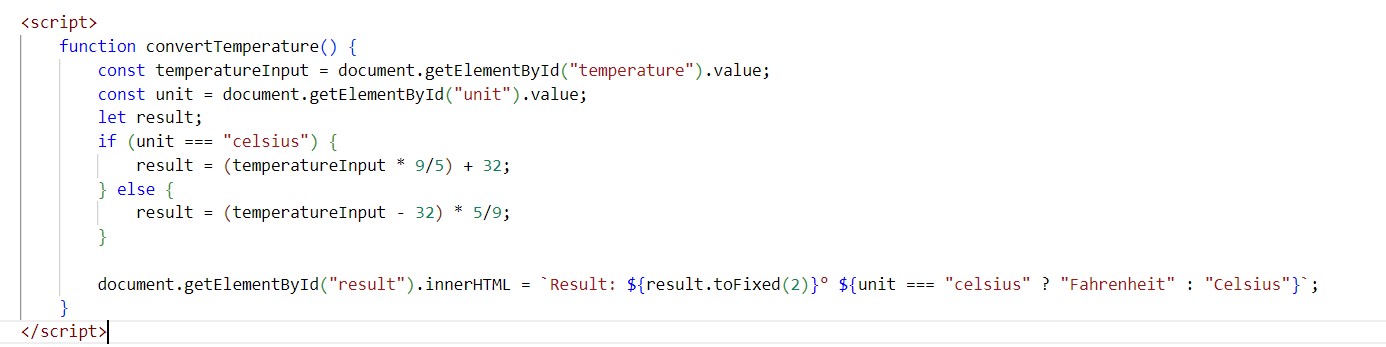 <script>
function convertTemperature() {
const temperatureInput = document.getElementById("temperature").value;
const unit = document.getElementById("unit").value;
let result;
if (unit === "celsius") {
result = (temperatureInput * 9/5) + 32;
} else {
result = (temperatureInput - 32) * 5/9;
}
document.getElementById("result").innerHTML = `Result: ${result.toFixed(2)}° ${unit === "celsius" ? "Fahrenheit" : "Celsius"}`;
}
</script>